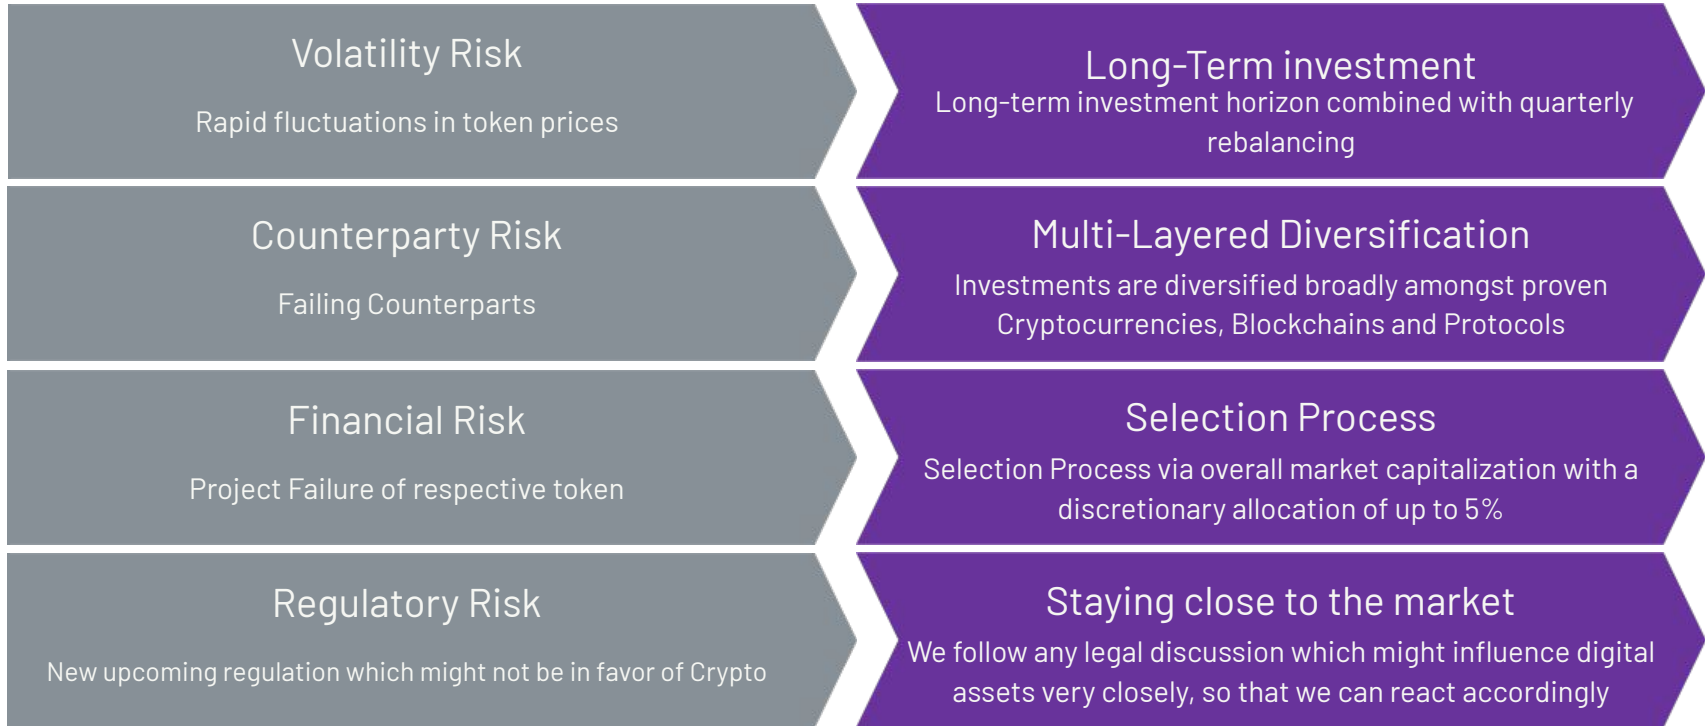 Volatility Risk
Rapid fluctuations in token prices
Long-Term investment
Long-term investment horizon combined with quarterly
rebalancing
Counterparty Risk
Failing Counterparts
Multi-Layered Diversification
Investments are diversified broadly amongst proven
Cryptocurrencies, Blockchains and Protocols
Financial Risk
Project Failure of respective token
Selection Process
Selection Process via overall market capitalization with a
discretionary allocation of up to 5%
Regulatory Risk
New upcoming regulation which might not be in favor of Crypto
Staying close to the market
We follow any legal discussion which might influence digital
assets very closely, so that we can react accordingly